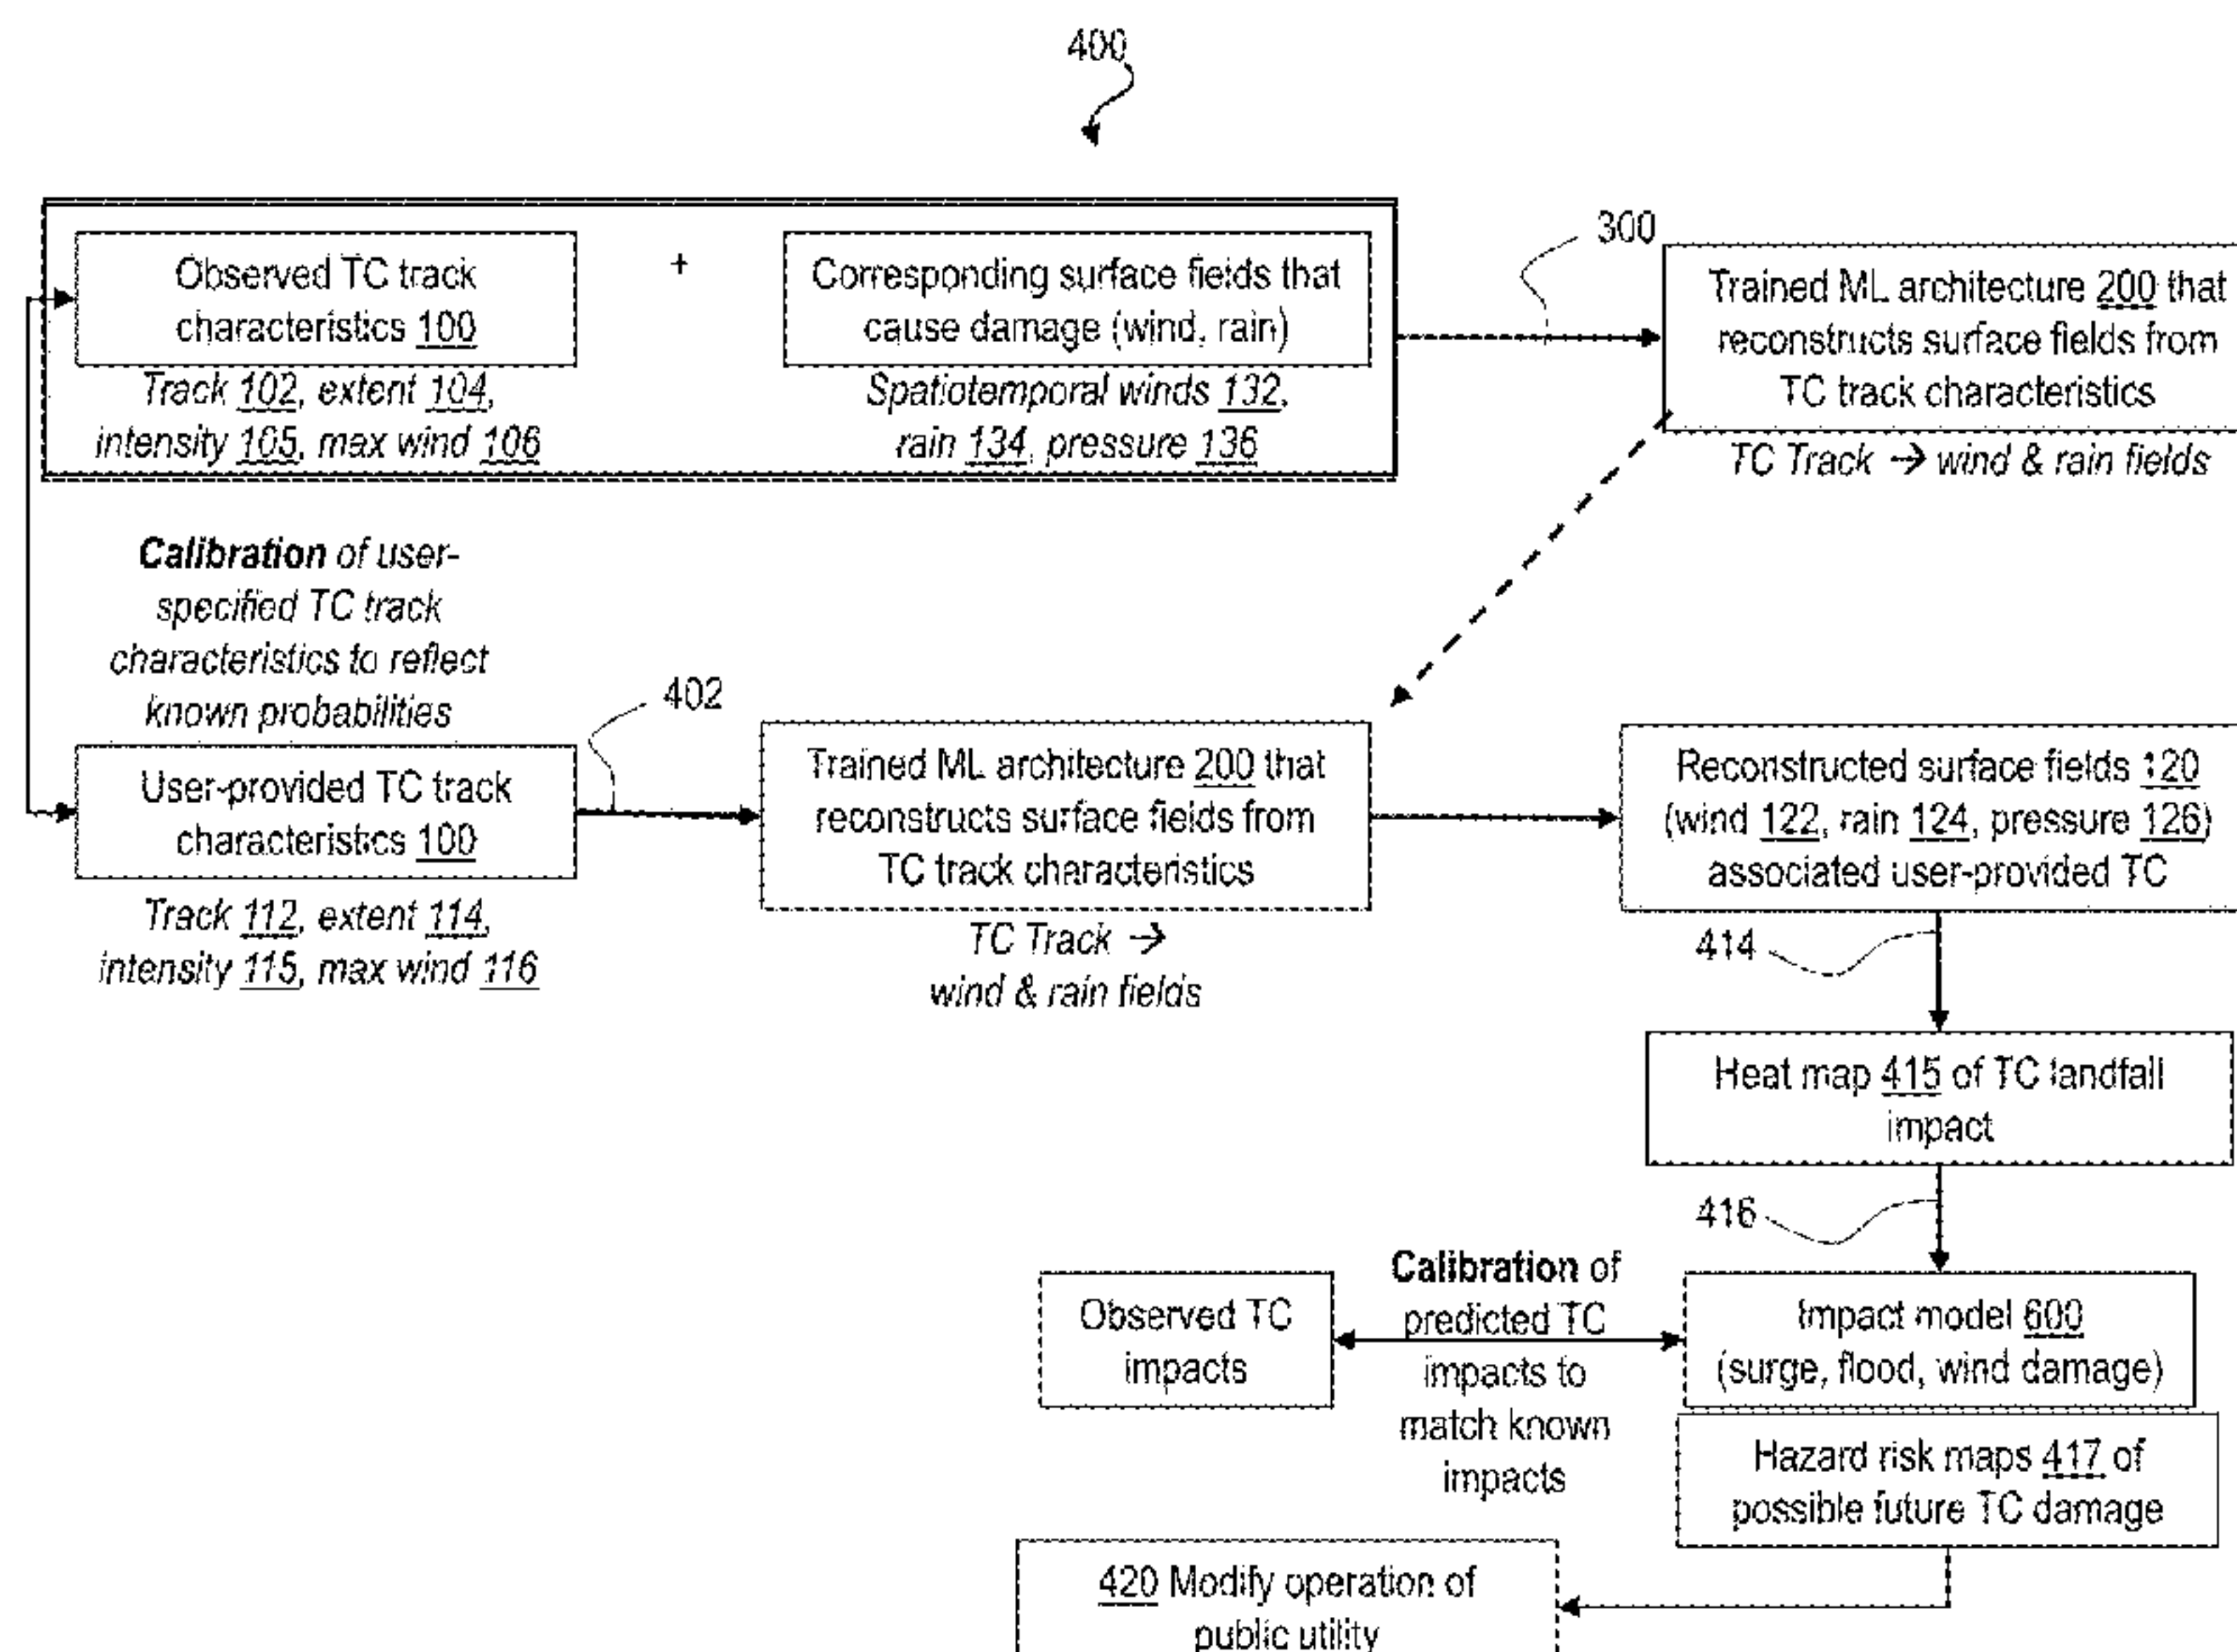 400
Observed TC track
characteristics 100
+
Corresponding surface fields that
cause damage (wind, rain)
300
Trained ML architecture 200 that
reconstructs surface fields from
TC track characteristics
Track 102, extent 104,
intensity 105, max wind 106
Spatiotemporal winds 132,
rain 134, pressure 136
TC Track → wind & rain fields
Calibration of user-
specified TC track
characteristics to reflect
known probabilities
402
User-provided TC track
characteristics 100
Trained ML architecture 200 that
reconstructs surface fields from
TC track characteristics
Reconstructed surface fields 120
(wind 122, rain 124, pressure 126)
associated user-provided TC
Track 112, extent 114,
intensity 115, max wind 116
TC Track →
wind & rain fields
414
Heat map 415 of TC landfall
impact
416
Observed TC
impacts
Calibration of
predicted TC
impacts to
match known
impacts
Impact model 600
(surge, flood, wind damage)
Hazard risk maps 417 of
possible future TC damage
420 Modify operation of
public utility